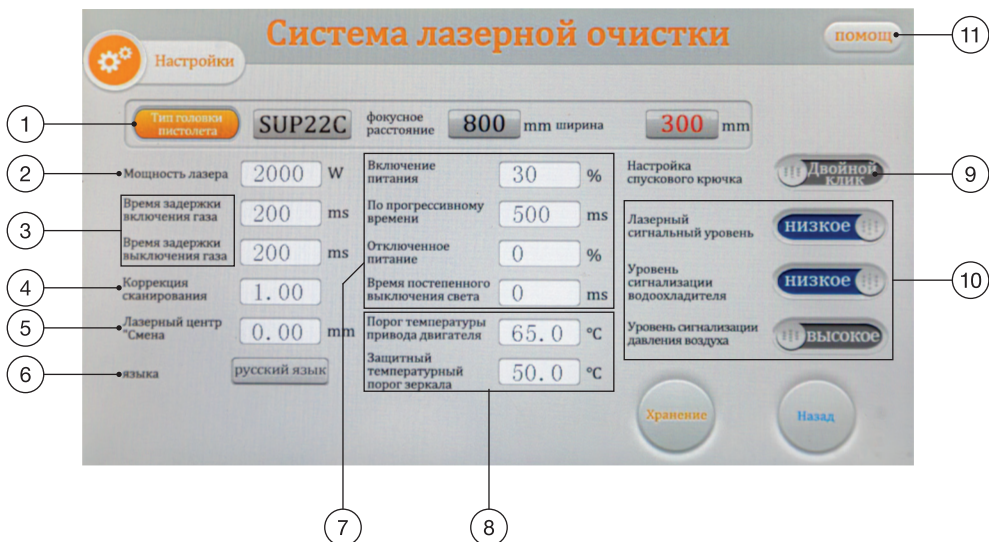 Система лазерной очистки
помощ
11
Настройки
1
Тип головки
пистолета
SUP22C
фокусное
расстояние
800
mm
ширина
300
mm
2
Мощность лазера
2000
W
3
Время задержки
включения газа
200
ms
Время задержки
выключения газа
200
ms
4
Коррекция
сканирования
1.00
5
Лазерный центр
"Смена
0.00
mm
6
языка
русский язык
Включение
питания
30
%
По прогрессивному
времени
500
ms
Отключенное
питание
0
%
Время постепенного
выключения света
0
ms
Порог температуры
привода двигателя
65.0
°C
Защитный
температурный
порог зеркала
50.0
°C
Настройка
спускового крючка
Двойной
клик
9
Лазерный
сигнальный уровень
низкое
Уровень
сигнализации
водоохладителя
низкое
10
Уровень сигнализации
давления воздуха
высокое
Хранение
Назад
7
8